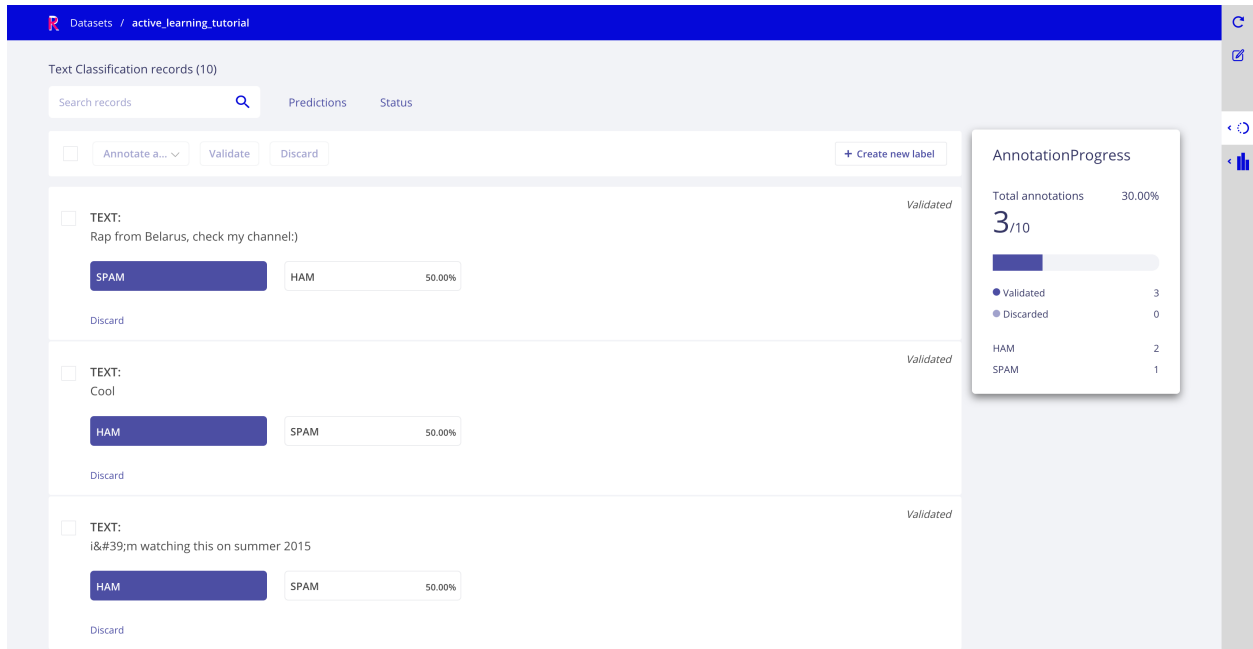 Datasets / active_learning_tutorial
Text Classification records (10)
Search records
Predictions
Status
Annotate a...
Validate
Discard
+ Create new label
Validated
TEXT:
Rap from Belarus, check my channel:)
SPAM
HAM 50.00%
Discard
Validated
TEXT:
Cool
HAM
SPAM 50.00%
Discard
Validated
TEXT:
i&#39;m watching this on summer 2015
HAM
SPAM 50.00%
Discard
AnnotationProgress
Total annotations 30.00%
3/10
Validated 3
Discarded 0
HAM 2
SPAM 1